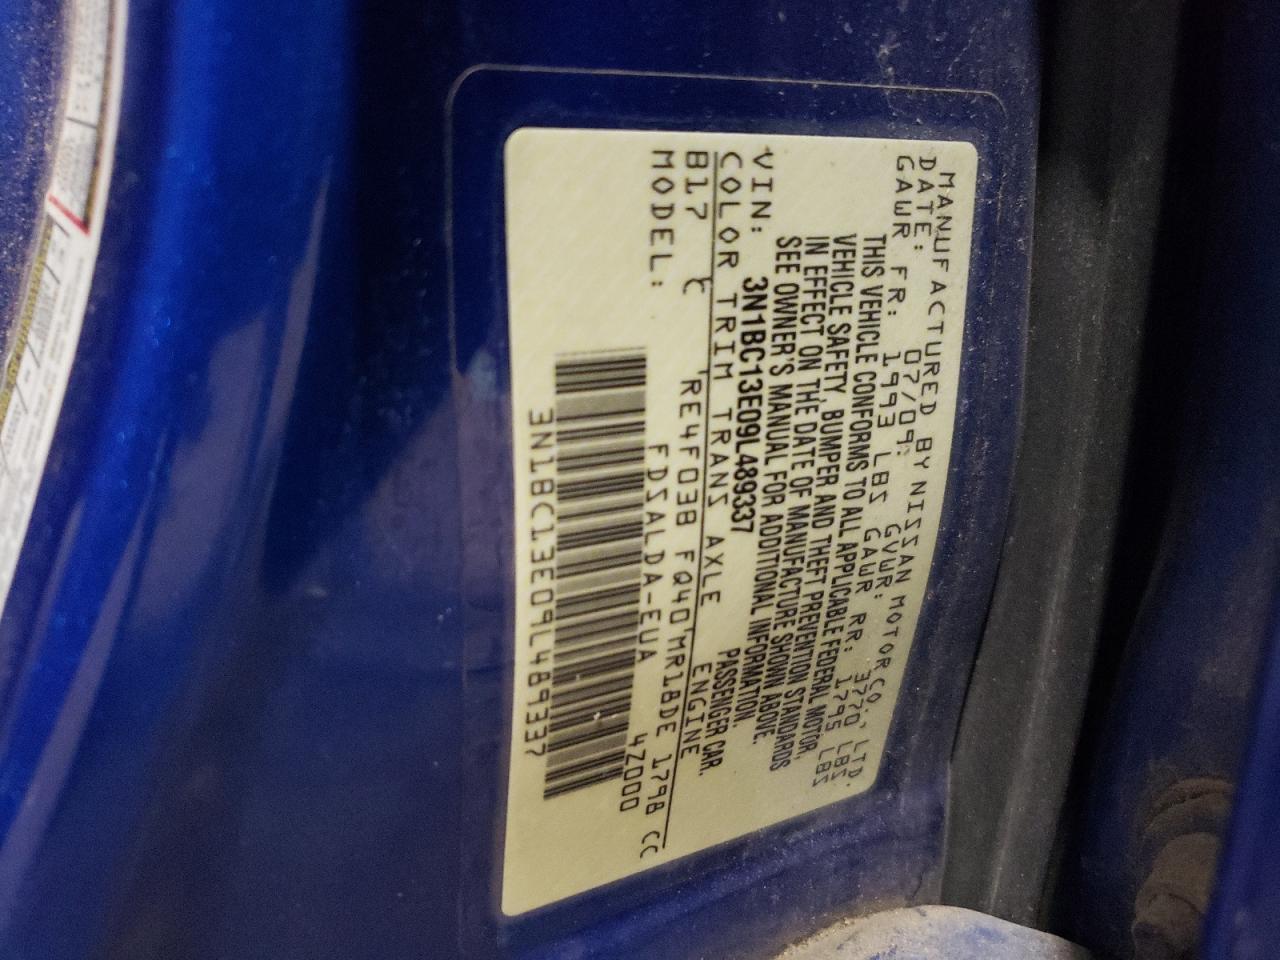 MANUFACTURED BY NISSAN MOTOR CO., LTD.
DATE: 07/09 GVWR: 3770 LBS
GAWR FR: 1993 LBS GAWR RR: 1795 LBS
THIS VEHICLE CONFORMS TO ALL APPLICABLE FEDERAL MOTOR
VEHICLE SAFETY, BUMPER AND THEFT PREVENTION STANDARDS
IN EFFECT ON THE DATE OF MANUFACTURE SHOWN ABOVE.
SEE OWNER'S MANUAL FOR ADDITIONAL INFORMATION.
VIN: 3N1BC13E09L489337 PASSENGER CAR.
COLOR TRIM TRANS AXLE ENGINE
B17 C RE4F03B FQ40 MR18DE 1798 CC
MODEL: FDSALDA-EUA 4Z000
3N1BC13E09L489337